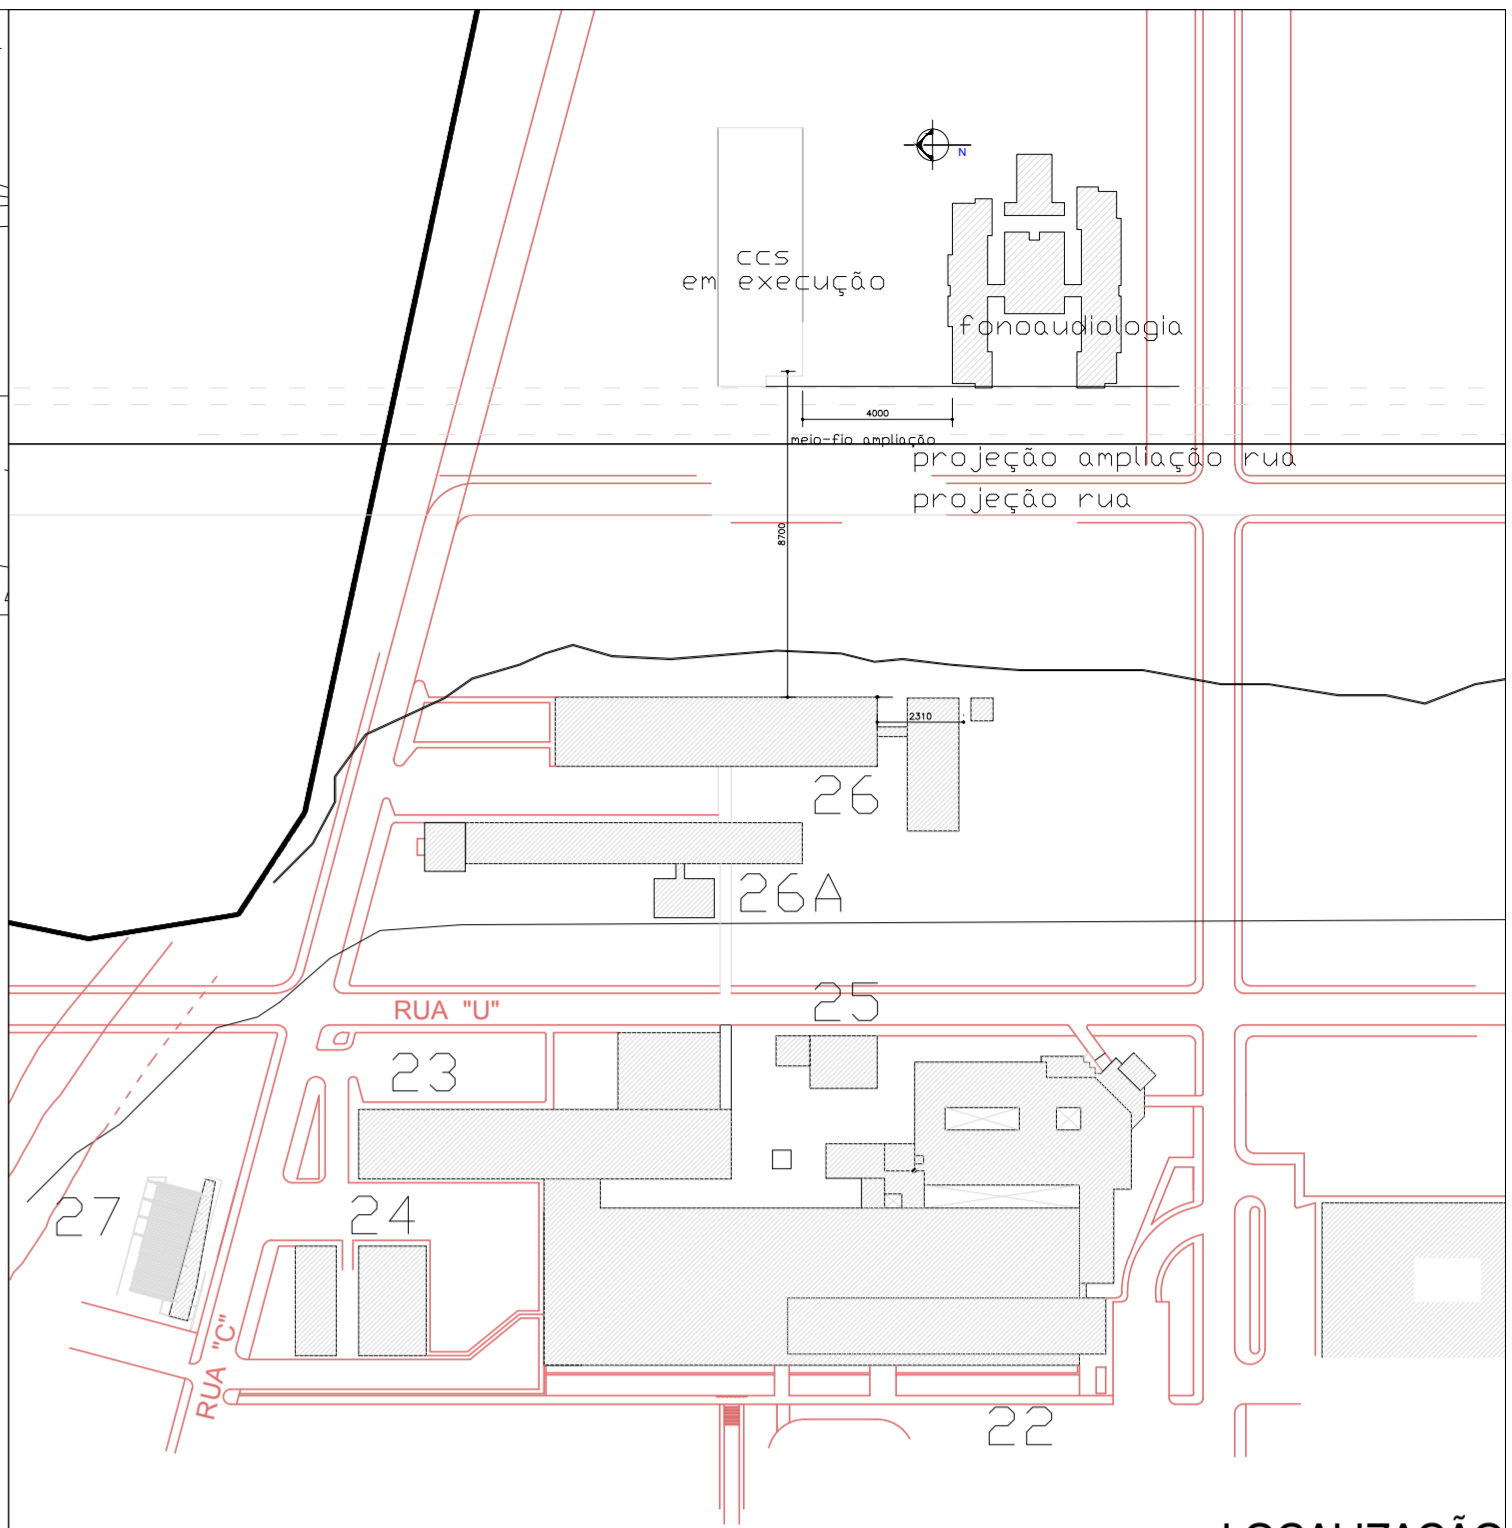 N
ccs
em execução
fonoaudiologia
4000
meio-fio ampliação
projeção ampliação rua
projeção rua
8700
2310
26
26A
25
RUA "U"
23
27
24
RUA "C"
22
LOCALIZAÇÃO